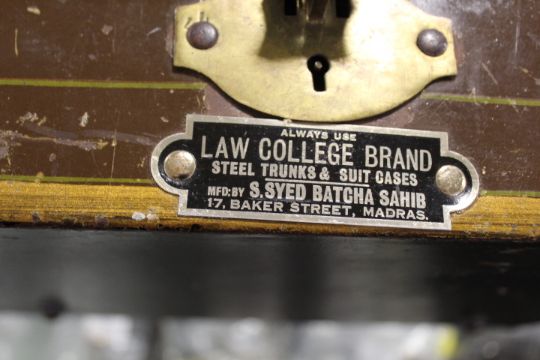 ALWAYS USE
LAW COLLEGE BRAND
STEEL TRUNKS & SUIT CASES
MFD: BY S. SYED BATCHA SAHIB
17, BAKER STREET, MADRAS.